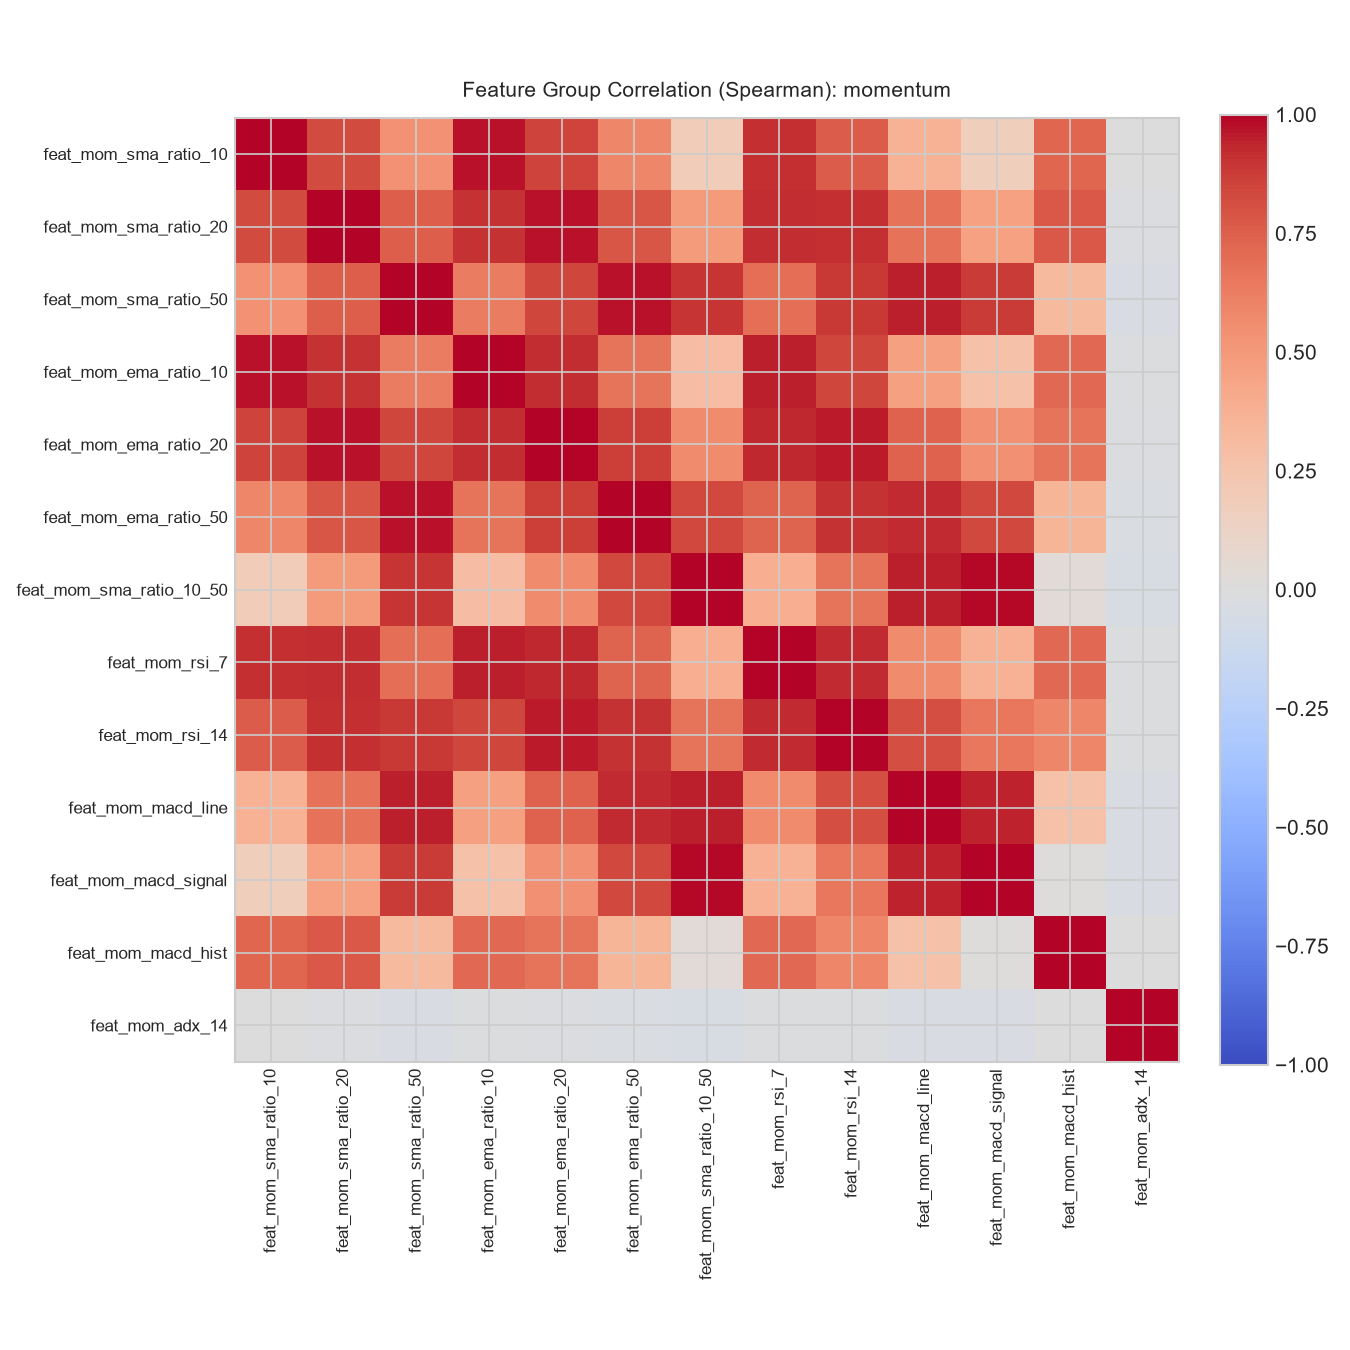 Feature Group Correlation (Spearman): momentum
feat_mom_sma_ratio_10
feat_mom_sma_ratio_20
feat_mom_sma_ratio_50
feat_mom_ema_ratio_10
feat_mom_ema_ratio_20
feat_mom_ema_ratio_50
feat_mom_sma_ratio_10_50
feat_mom_rsi_7
feat_mom_rsi_14
feat_mom_macd_line
feat_mom_macd_signal
feat_mom_macd_hist
feat_mom_adx_14
feat_mom_sma_ratio_10
feat_mom_sma_ratio_20
feat_mom_sma_ratio_50
feat_mom_ema_ratio_10
feat_mom_ema_ratio_20
feat_mom_ema_ratio_50
feat_mom_sma_ratio_10_50
feat_mom_rsi_7
feat_mom_rsi_14
feat_mom_macd_line
feat_mom_macd_signal
feat_mom_macd_hist
feat_mom_adx_14
1.00
0.75
0.50
0.25
0.00
−0.25
−0.50
−0.75
−1.00